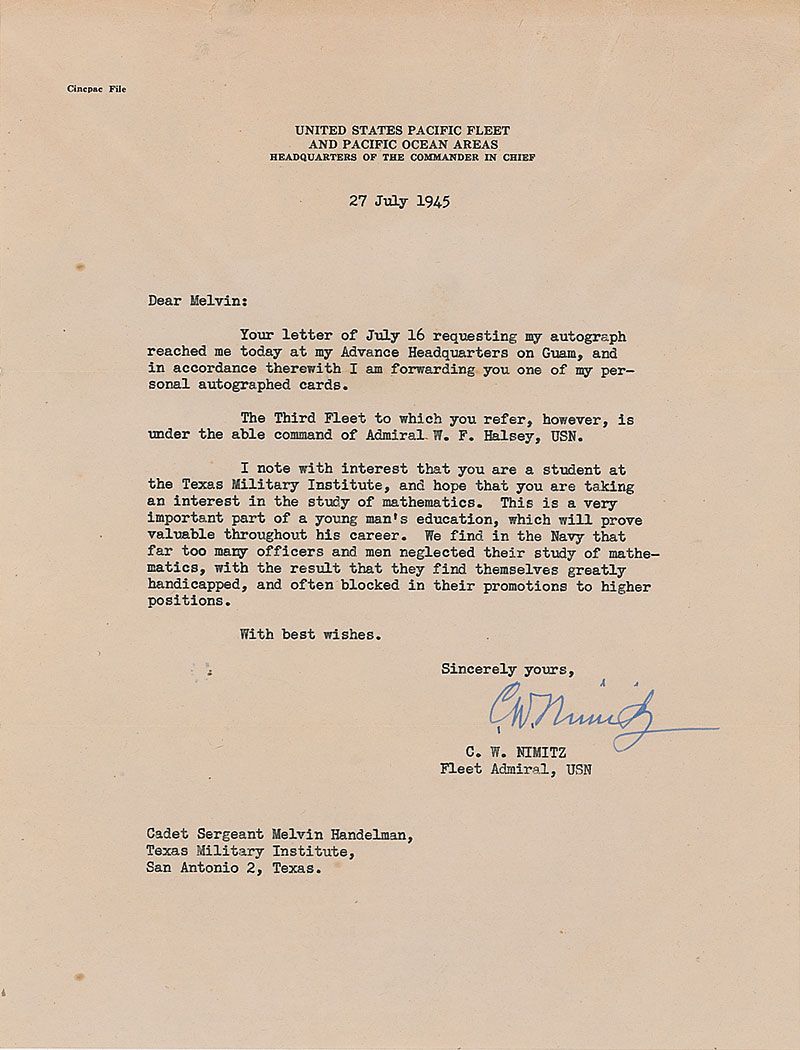 Cincpac File
UNITED STATES PACIFIC FLEET
AND PACIFIC OCEAN AREAS
HEADQUARTERS OF THE COMMANDER IN CHIEF
27 July 1945
Dear Melvin:
Your letter of July 16 requesting my autograph
reached me today at my Advance Headquarters on Guam, and
in accordance therewith I am forwarding you one of my per-
sonal autographed cards.
The Third Fleet to which you refer, however, is
under the able command of Admiral W. F. Halsey, USN.
I note with interest that you are a student at
the Texas Military Institute, and hope that you are taking
an interest in the study of mathematics. This is a very
important part of a young man's education, which will prove
valuable throughout his career. We find in the Navy that
far too many officers and men neglected their study of mathe-
matics, with the result that they find themselves greatly
handicapped, and often blocked in their promotions to higher
positions.
With best wishes.
Sincerely yours,
C.W. Nimitz
C. W. NIMITZ
Fleet Admiral, USN
Cadet Sergeant Melvin Handelman,
Texas Military Institute,
San Antonio 2, Texas.